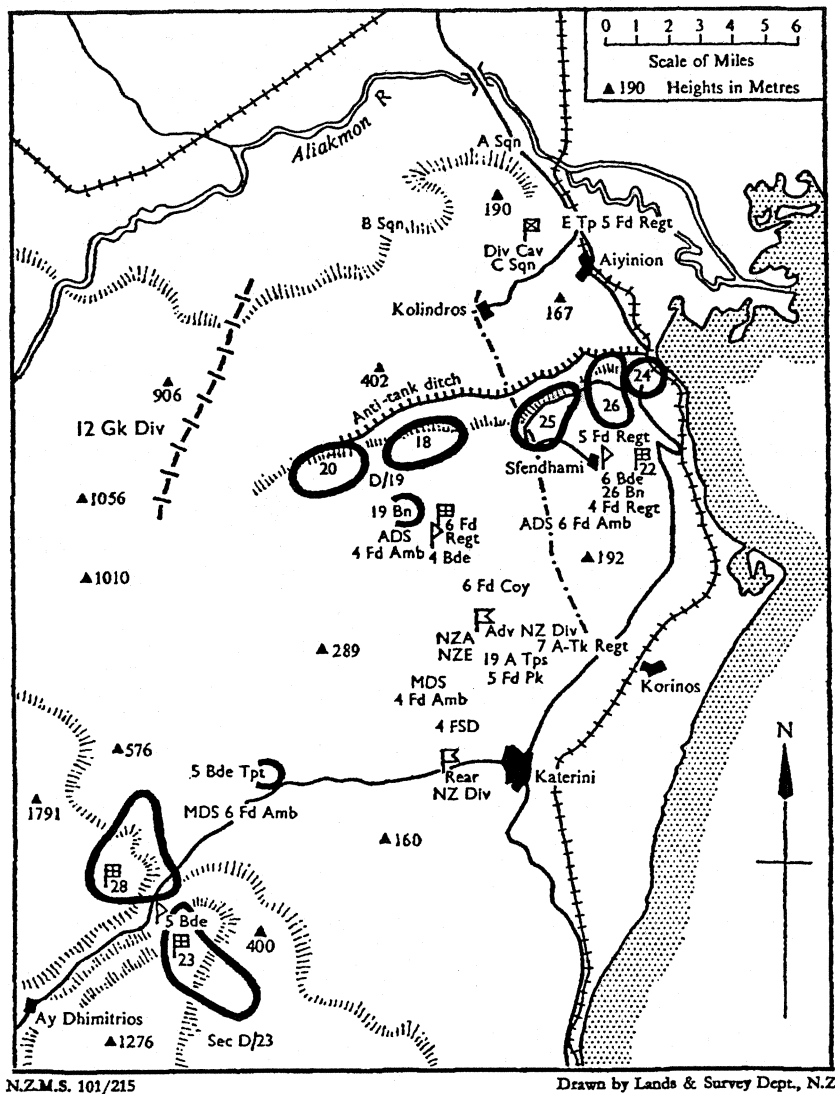 0 1 2 3 4 5 6
Scale of Miles
▲190 Heights in Metres
Aliakmon R
A Sqn
190
B Sqn
E Tp 5 Fd Regt
Div Cav
C Sqn
Aiyinion
Kolindros
167
402
906
Anti-tank ditch
24
12 Gk Div
26
25
18
20
5 Fd Regt
Sfendhami
22
D/19
6 Bde
26 Bn
4 Fd Regt
1056
19 Bn
6 Fd
Regt
ADS
4 Fd Amb
4 Bde
ADS 6 Fd Amb
192
1010
6 Fd Coy
Adv NZ Div
NZA
NZE
7 A-Tk Regt
289
19 A Tps
5 Fd Pk
MDS
4 Fd Amb
Korinos
4 FSD
N
576
5 Bde Tpt
Rear
NZ Div
Katerini
1791
MDS 6 Fd Amb
160
28
5 Bde
23
400
Ay Dhimitrios
1276
Sec D/23
N.Z.M.S. 101/215
Drawn by Lands & Survey Dept., N.Z